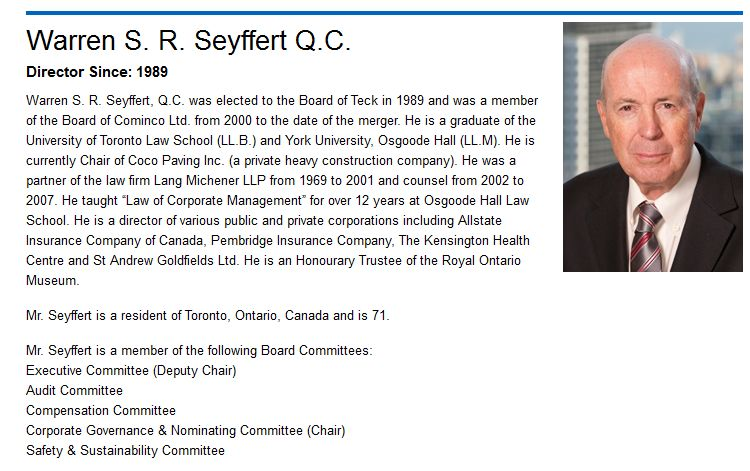 Warren S. R. Seyffert Q.C.
Director Since: 1989
Warren S. R. Seyffert, Q.C. was elected to the Board of Teck in 1989 and was a member
of the Board of Cominco Ltd. from 2000 to the date of the merger. He is a graduate of the
University of Toronto Law School (LL.B.) and York University, Osgoode Hall (LL.M). He is
currently Chair of Coco Paving Inc. (a private heavy construction company). He was a
partner of the law firm Lang Michener LLP from 1969 to 2001 and counsel from 2002 to
2007. He taught “Law of Corporate Management” for over 12 years at Osgoode Hall Law
School. He is a director of various public and private corporations including Allstate
Insurance Company of Canada, Pembridge Insurance Company, The Kensington Health
Centre and St Andrew Goldfields Ltd. He is an Honourary Trustee of the Royal Ontario
Museum.
Mr. Seyffert is a resident of Toronto, Ontario, Canada and is 71.
Mr. Seyffert is a member of the following Board Committees:
Executive Committee (Deputy Chair)
Audit Committee
Compensation Committee
Corporate Governance & Nominating Committee (Chair)
Safety & Sustainability Committee